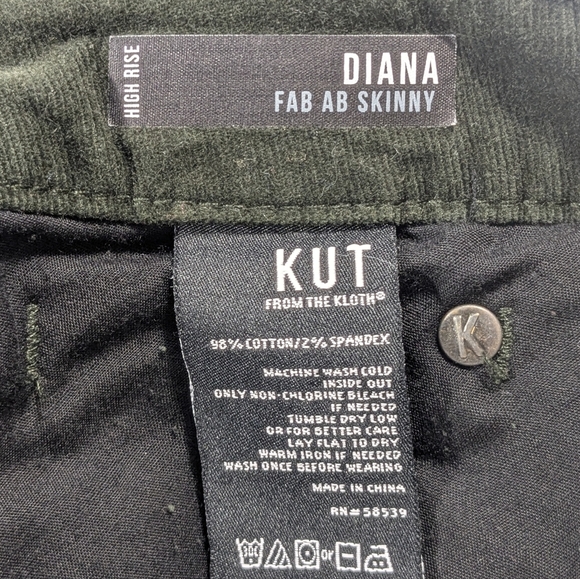 HIGH RISE
DIANA
FAB AB SKINNY
KUT
FROM THE KLOTH®
98% COTTON/2% SPANDEX
MACHINE WASH COLD
INSIDE OUT
ONLY NON-CHLORINE BLEACH
IF NEEDED
TUMBLE DRY LOW
OR FOR BETTER CARE
LAY FLAT TO DRY
WARM IRON IF NEEDED
WASH ONCE BEFORE WEARING
MADE IN CHINA
RN# 58539
30C or
K